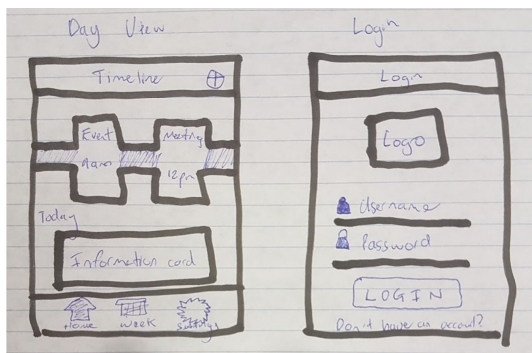 Day View
Timeline
Event
9am
Meeting
12pm
Today
Information card
Home
week
Settings
Login
Login
Logo
Username
Password
LOGIN
Don't have an account?